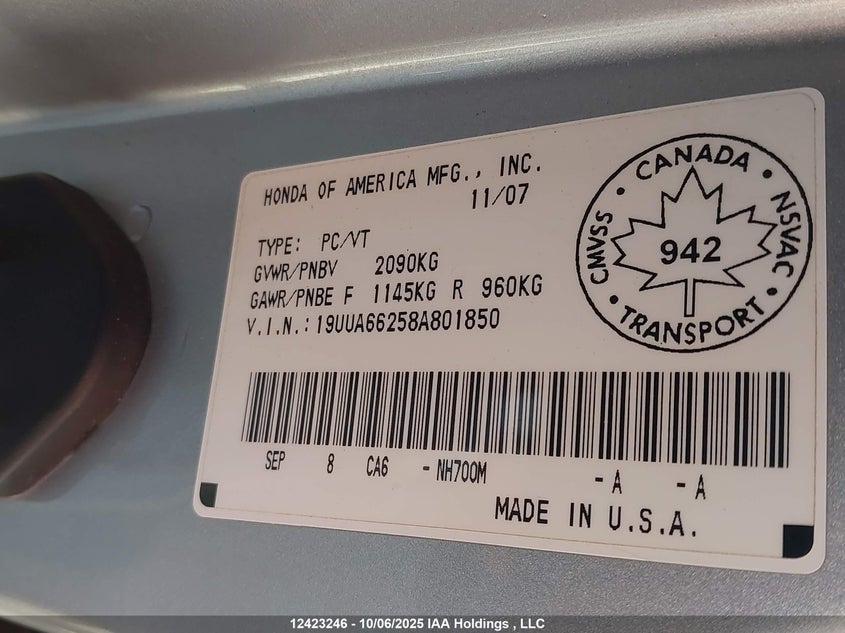 HONDA OF AMERICA MFG., INC.
11/07
TYPE: PC/VT
GVWR/PNBV 2090KG
GAWR/PNBE F 1145KG R 960KG
V.I.N.: 19UUA66258A801850
CANADA
CMVSS • NSVAC
942
TRANSPORT
SEP 8 CA6 - NH700M - A - A
MADE IN U.S.A.
12423246 - 10/06/2025 IAA Holdings , LLC